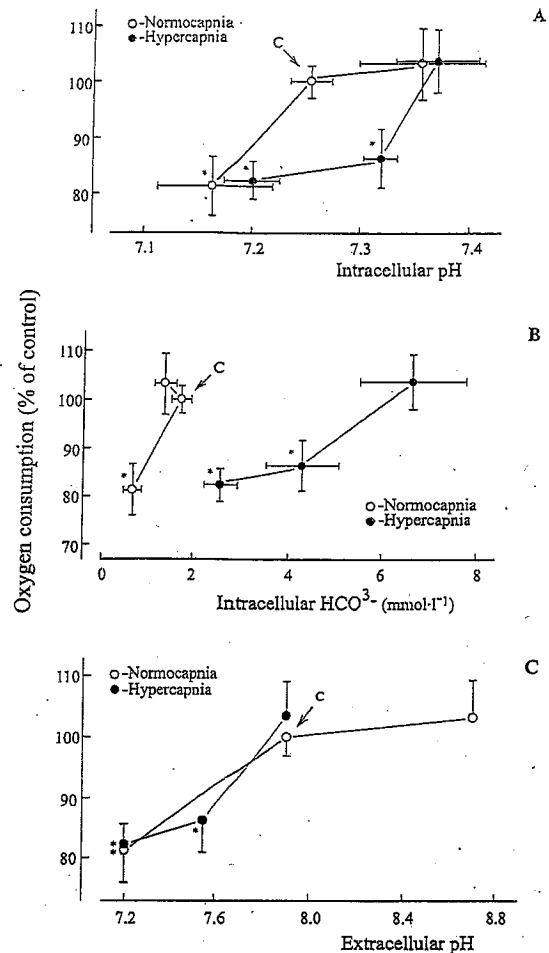 A
○-Normocapnia
●-Hypercapnia
C
110
100
90
80
*
*
*
7.1 7.2 7.3 7.4
Intracellular pH
Oxygen consumption (% of control)
B
110
100
90
80
70
C
*
*
*
○-Normocapnia
●-Hypercapnia
0 2 4 6 8
Intracellular HCO³⁻ (mmol·l⁻¹)
C
○-Normocapnia
●-Hypercapnia
110
100
90
80
C
*
*
*
7.2 7.6 8.0 8.4 8.8
Extracellular pH